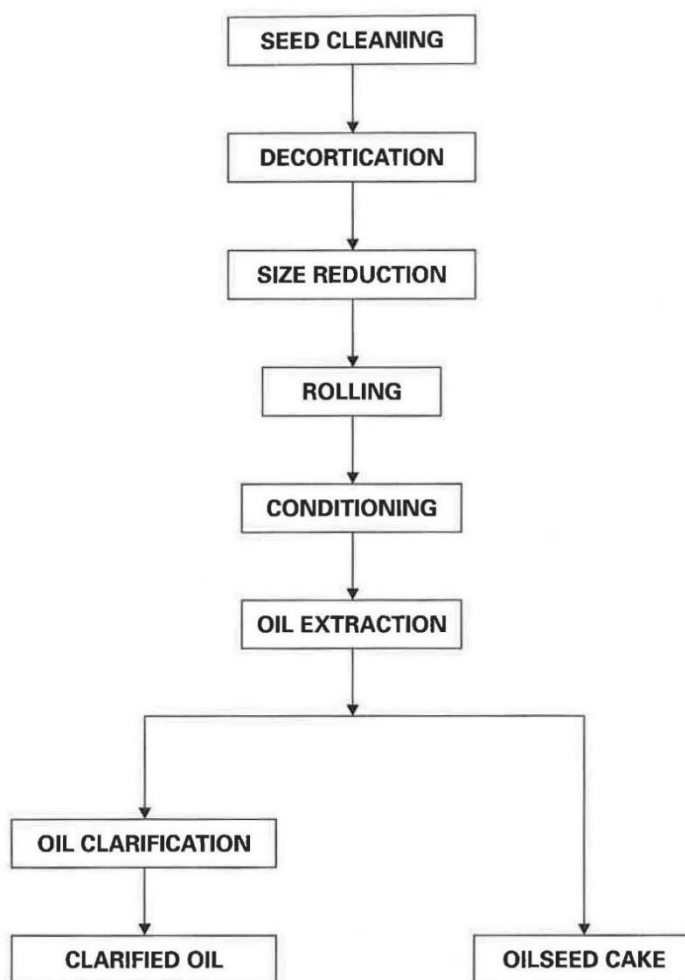 SEED CLEANING
DECORTICATION
SIZE REDUCTION
ROLLING
CONDITIONING
OIL EXTRACTION
OIL CLARIFICATION
CLARIFIED OIL
OILSEED CAKE